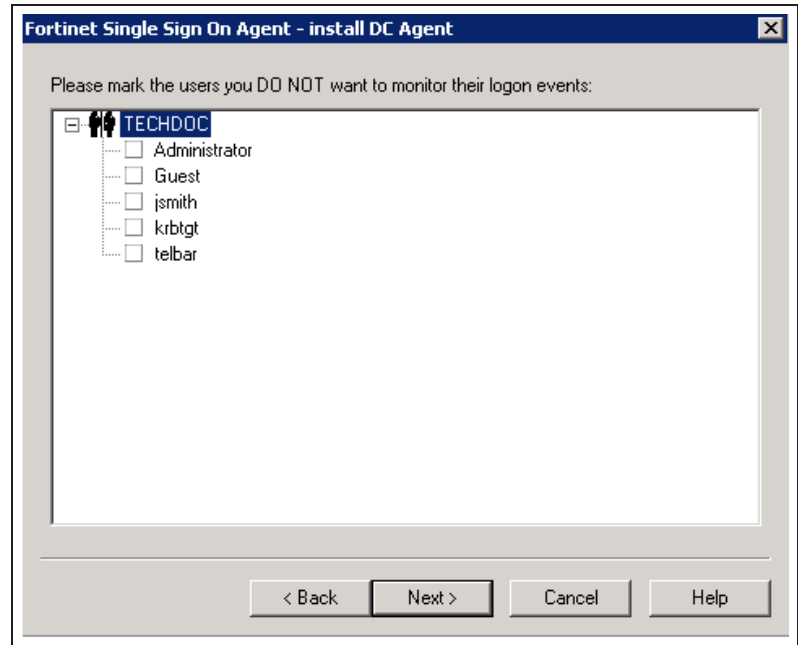 Fortinet Single Sign On Agent - install DC Agent
Please mark the users you DO NOT want to monitor their logon events:
TECHDOC
Administrator
Guest
jsmith
krbtgt
telbar
< Back Next > Cancel Help